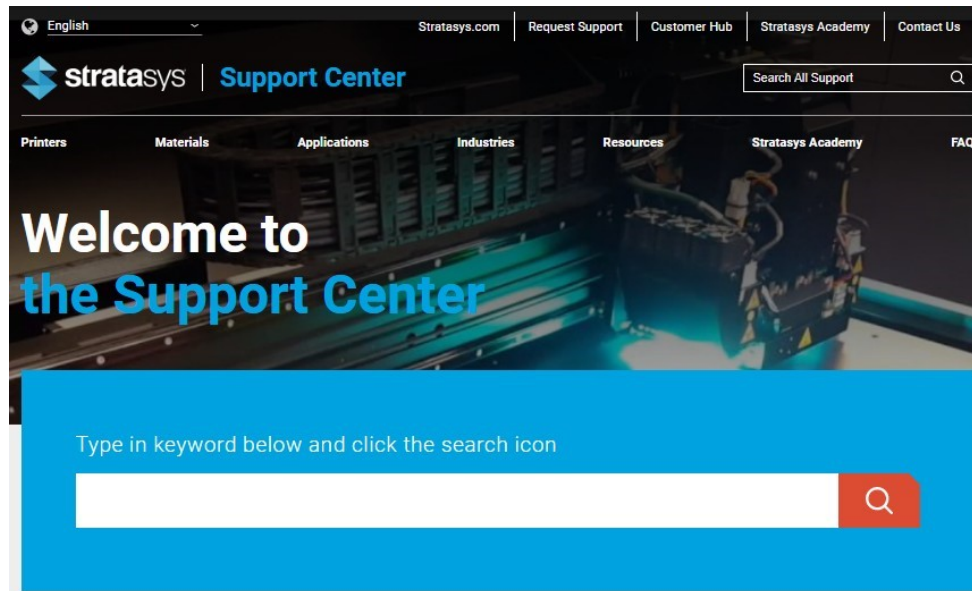 English
Stratasys.com Request Support Customer Hub Stratasys Academy Contact Us
stratasys Support Center
Search All Support
Printers Materials Applications Industries Resources Stratasys Academy FAQ
Welcome to
the Support Center
Type in keyword below and click the search icon